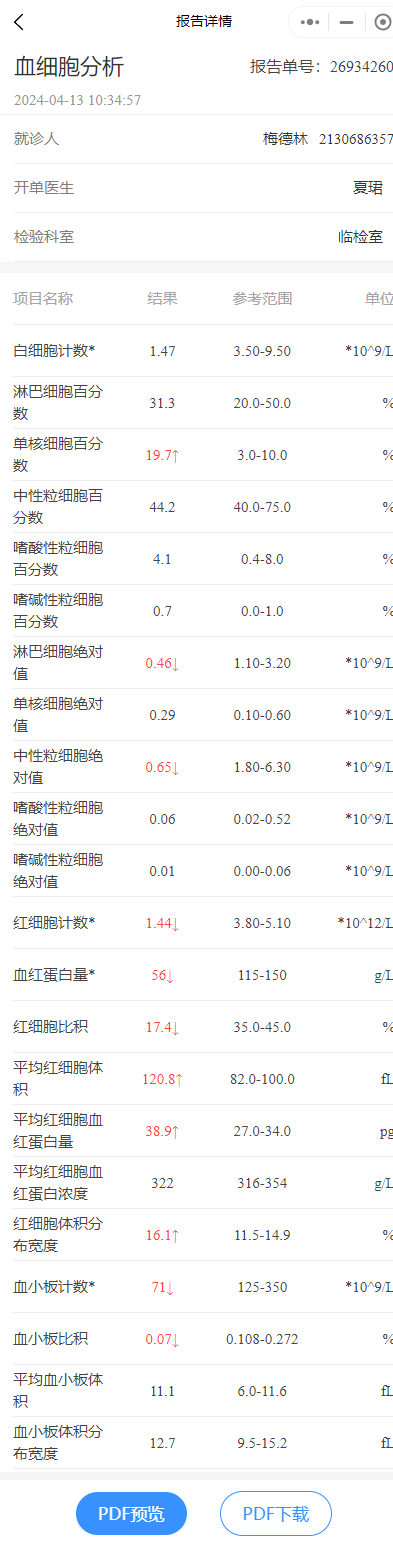 报告详情
血细胞分析 报告单号: 26934260
2024-04-13 10:34:57
就诊人 梅德林 2130686357
开单医生 夏珺
检验科室 临检室
项目名称 结果 参考范围 单位
白细胞计数* 1.47 3.50-9.50 *10^9/L
淋巴细胞百分
数 31.3 20.0-50.0 %
单核细胞百分
数 19.7↑ 3.0-10.0 %
中性粒细胞百
分数 44.2 40.0-75.0 %
嗜酸性粒细胞
百分数 4.1 0.4-8.0 %
嗜碱性粒细胞
百分数 0.7 0.0-1.0 %
淋巴细胞绝对
值 0.46↓ 1.10-3.20 *10^9/L
单核细胞绝对
值 0.29 0.10-0.60 *10^9/L
中性粒细胞绝
对值 0.65↓ 1.80-6.30 *10^9/L
嗜酸性粒细胞
绝对值 0.06 0.02-0.52 *10^9/L
嗜碱性粒细胞
绝对值 0.01 0.00-0.06 *10^9/L
红细胞计数* 1.44↓ 3.80-5.10 *10^12/L
血红蛋白量* 56↓ 115-150 g/L
红细胞比积 17.4↓ 35.0-45.0 %
平均红细胞体
积 120.8↑ 82.0-100.0 fL
平均红细胞血
红蛋白量 38.9↑ 27.0-34.0 pg
平均红细胞血
红蛋白浓度 322 316-354 g/L
红细胞体积分
布宽度 16.1↑ 11.5-14.9 %
血小板计数* 71↓ 125-350 *10^9/L
血小板比积 0.07↓ 0.108-0.272 %
平均血小板体
积 11.1 6.0-11.6 fL
血小板体积分
布宽度 12.7 9.5-15.2 fL
PDF预览 PDF下载